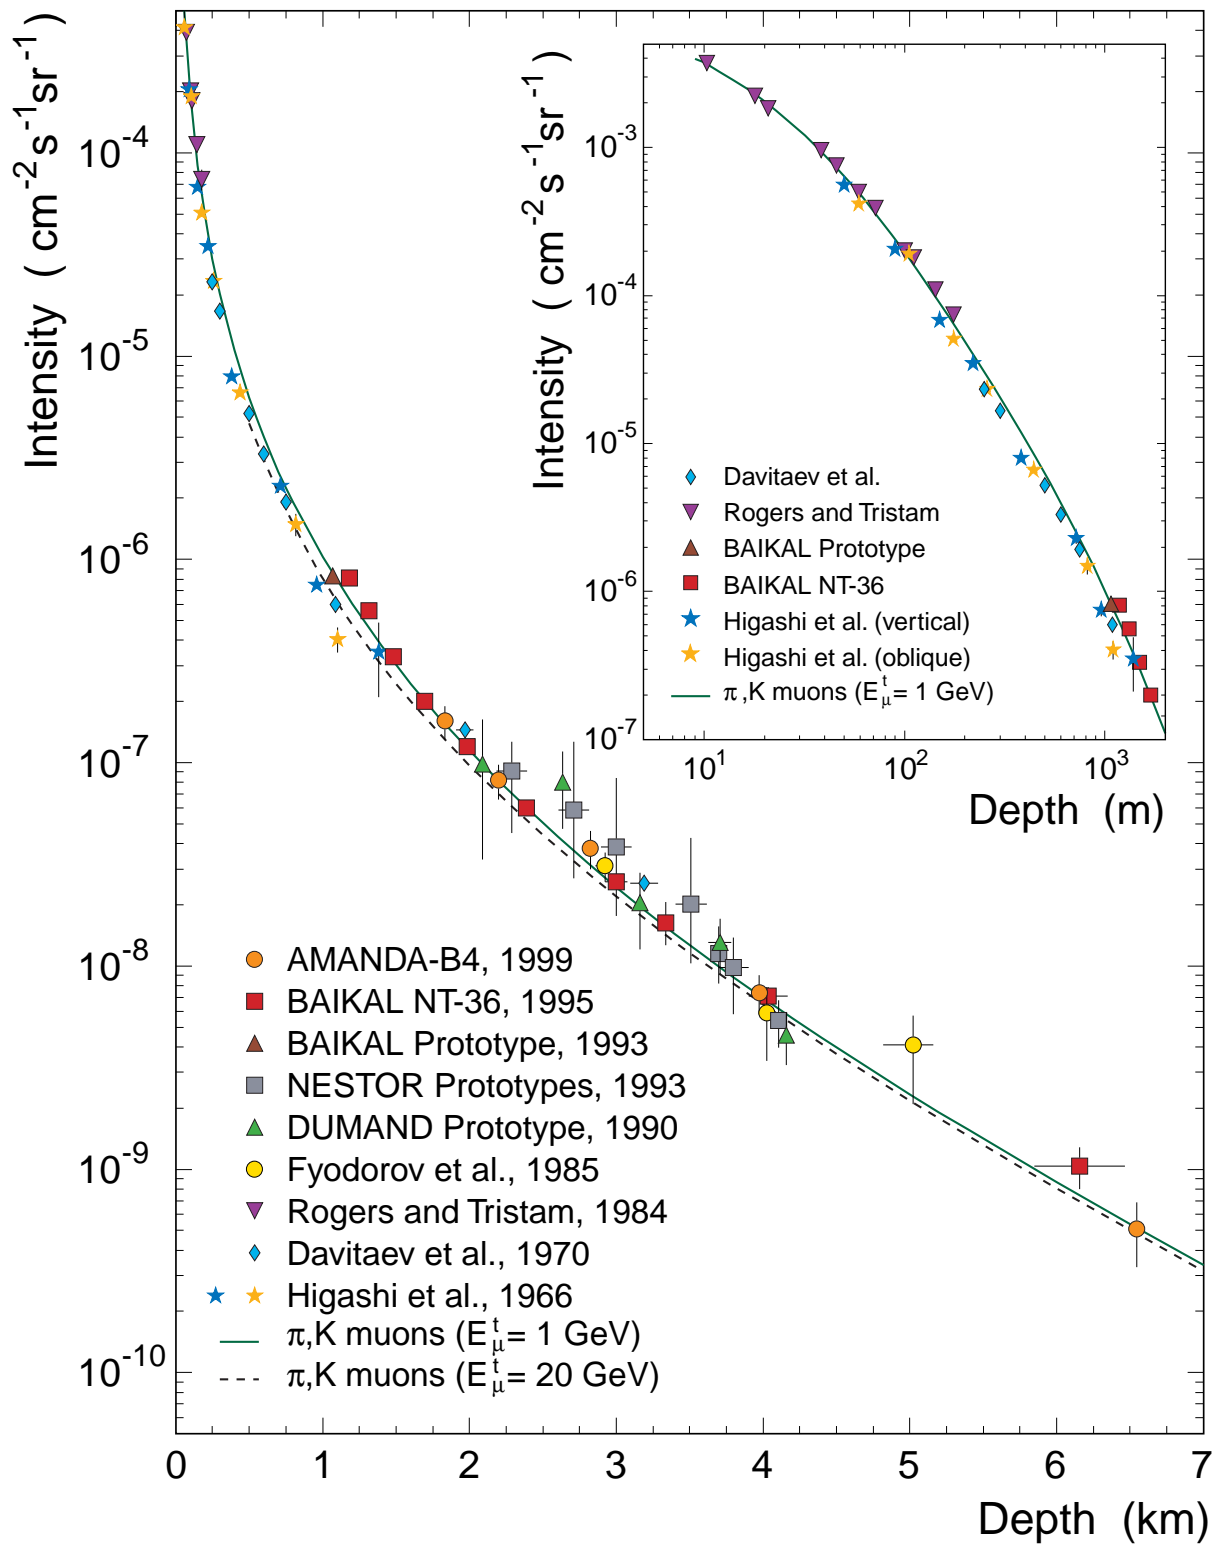 Intensity ( cm-2s-1sr-1)
10-4
10-5
10-6
10-7
10-8
10-9
10-10
0 1 2 3 4 5 6 7
Depth (km)
AMANDA-B4, 1999
BAIKAL NT-36, 1995
BAIKAL Prototype, 1993
NESTOR Prototypes, 1993
DUMAND Prototype, 1990
Fyodorov et al., 1985
Rogers and Tristam, 1984
Davitaev et al., 1970
Higashi et al., 1966
π,K muons (Etμ= 1 GeV)
π,K muons (Etμ= 20 GeV)
Intensity ( cm-2s-1sr-1)
10-3
10-4
10-5
10-6
10-7
Davitaev et al.
Rogers and Tristam
BAIKAL Prototype
BAIKAL NT-36
Higashi et al. (vertical)
Higashi et al. (oblique)
π,K muons (Etμ= 1 GeV)
101 102 103
Depth (m)